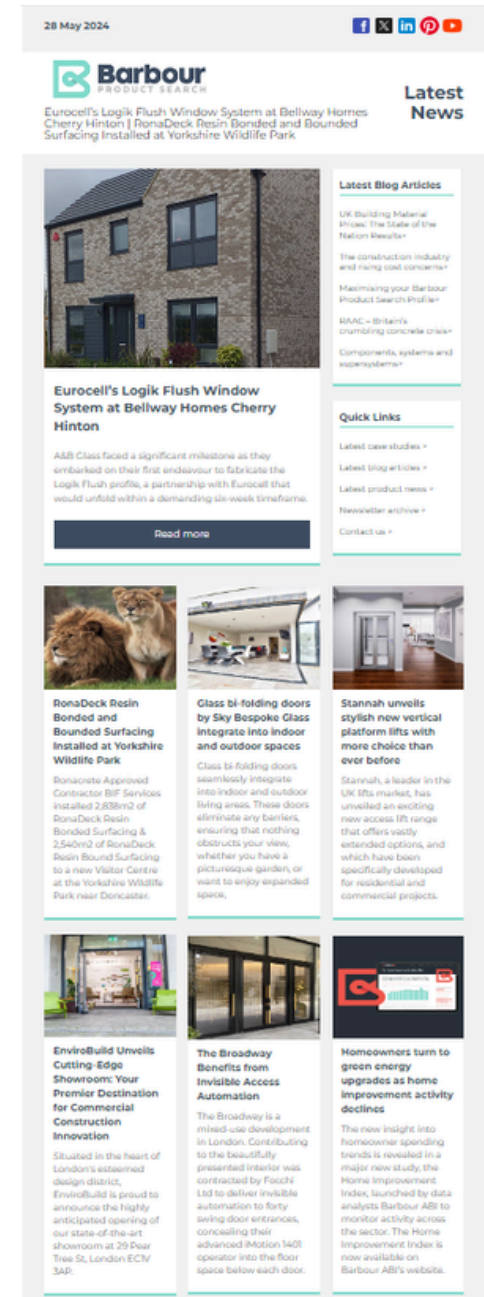 28 May 2024
Barbour
PRODUCT SEARCH
Latest
News
Eurocell's Logik Flush Window System at Bellway Homes
Cherry Hinton | RonaDeck Resin Bonded and Bounded
Surfacing Installed at Yorkshire Wildlife Park
Eurocell's Logik Flush Window
System at Bellway Homes Cherry
Hinton
A&B Glass faced a significant milestone as they
embarked on their first endeavour to fabricate the
Logik Flush profile, a partnership with Eurocell that
would unfold within a demanding six-week timeframe.
Read more
Latest Blog Articles
UK Building Material
Prices: The State of the
Nation Results>
The construction industry
and rising cost concerns>
Maximising your Barbour
Product Search Profile>
RAAC – Britain's
crumbling concrete crisis>
Components, systems and
supersystems>
Quick Links
Latest case studies >
Latest blog articles >
Latest product news >
Newsletter archive >
Contact us >
RonaDeck Resin
Bonded and
Bounded Surfacing
Installed at Yorkshire
Wildlife Park
Ronacrete Approved
Contractor BIF Services
installed 2,838m2 of
RonaDeck Resin
Bonded Surfacing &
2,540m2 of RonaDeck
Resin Bound Surfacing
to a new Visitor Centre
at the Yorkshire Wildlife
Park near Doncaster.
Glass bi-folding doors
by Sky Bespoke Glass
integrate into indoor
and outdoor spaces
Glass bi-folding doors
seamlessly integrate
into indoor and outdoor
living areas. These doors
eliminate any barriers,
ensuring that nothing
obstructs your view,
whether you have a
picturesque garden, or
want to enjoy expanded
space,
Stannah unveils
stylish new vertical
platform lifts with
more choice than
ever before
Stannah, a leader in the
UK lifts market, has
unveiled an exciting
new access lift range
that offers vastly
extended options, and
which have been
specifically developed
for residential and
commercial projects.
EnviroBuild Unveils
Cutting-Edge
Showroom: Your
Premier Destination
for Commercial
Construction
Innovation
Situated in the heart of
London's esteemed
design district,
EnviroBuild is proud to
announce the highly
anticipated opening of
our state-of-the-art
showroom at 29 Pear
Tree St, London EC1V
3AP.
The Broadway
Benefits from
Invisible Access
Automation
The Broadway is a
mixed-use development
in London. Contributing
to the beautifully
presented interior was
contracted by Focchi
Ltd to deliver invisible
automation to forty
swing door entrances,
concealing their
advanced iMotion 1401
operator into the floor
space below each door.
Homeowners turn to
green energy
upgrades as home
improvement activity
declines
The new insight into
homeowner spending
trends is revealed in a
major new study, the
Home Improvement
Index, launched by data
analysts Barbour ABI to
monitor activity across
the sector. The Home
Improvement Index is
now available on
Barbour ABI's website.